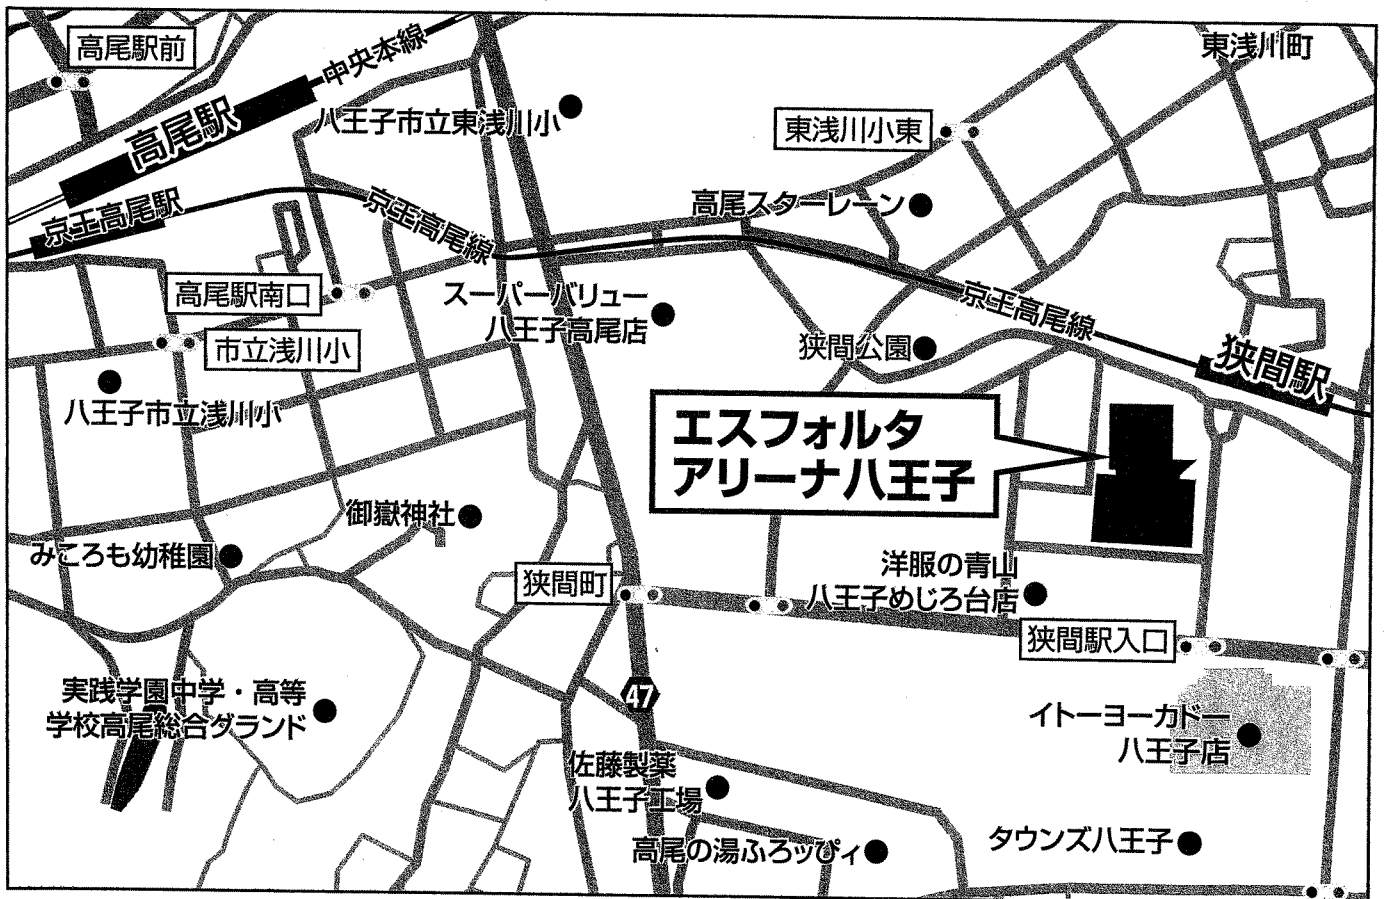 高尾駅前
中央本線
東浅川町
高尾駅
八王子市立東浅川小
東浅川小東
京王高尾駅
京王高尾線
高尾スターレーン
高尾駅南口
スーパーバリュー
八王子高尾店
京王高尾線
市立浅川小
狭間公園
狭間駅
八王子市立浅川小
エスフォルタ
アリーナ八王子
御嶽神社
みころも幼稚園
狭間町
洋服の青山
八王子めじろ台店
狭間駅入口
実践学園中学・高等
学校高尾総合グランド
47
イトーヨーカドー
八王子店
佐藤製薬
八王子工場
高尾の湯ふろッぴィ
タウンズ八王子